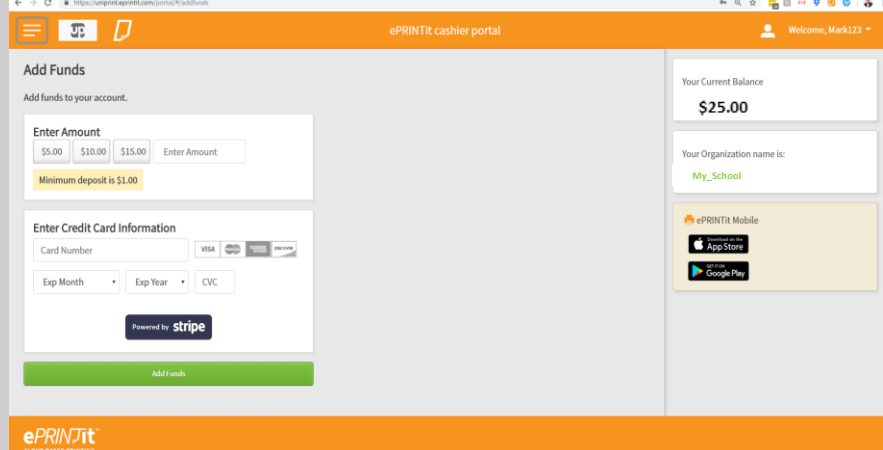 https://uniprint.eprintit.com/portal/#/addfunds
up
ePRINTit cashier portal
Welcome, Mark123
Add Funds
Add funds to your account.
Enter Amount
$5.00 $10.00 $15.00 Enter Amount
Minimum deposit is $1.00
Enter Credit Card Information
Card Number VISA DISCOVER
Exp Month Exp Year CVC
Powered by stripe
Add Funds
Your Current Balance
$25.00
Your Organization name is:
My_School
ePRINTit Mobile
Download on the
App Store
GET IT ON
Google Play
ePRINTit